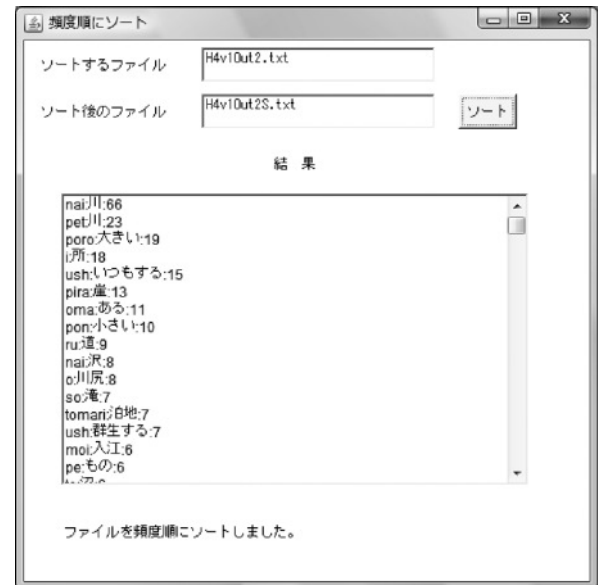 頻度順にソート
ソートするファイル H4v1Out2.txt
ソート後のファイル H4v1Out2S.txt ソート
結 果
nai:川:66
pet:川:23
poro:大きい:19
i:所:18
ush:いつもする:15
pira:崖:13
oma:ある:11
pon:小さい:10
ru:道:9
nai:沢:8
o:川尻:8
so:滝:7
tomari:泊地:7
ush:群生する:7
moi:入江:6
pe:もの:6
ファイルを頻度順にソートしました。